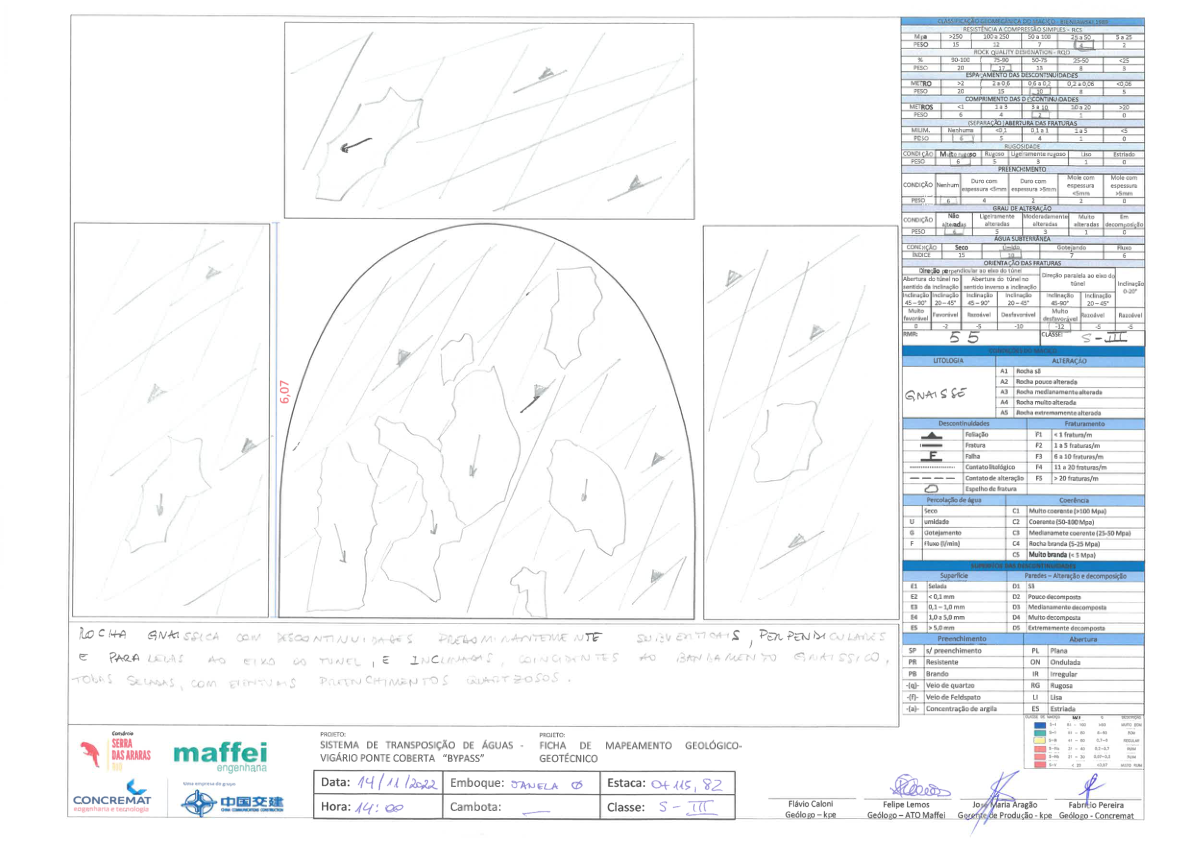 CLASSIFICAÇÃO GEOMECÂNICA DO MACIÇO - BIENIAWSKI 1989
RESISTÊNCIA A COMPRESSÃO SIMPLES - RCS
Mpa >250 100 a 250 50 a 100 25 a 50 5 a 25
PESO 15 12 7 4 2
ROCK QUALITY DESIGNATION - RQD
% 90-100 75-90 50-75 25-50 <25
PESO 20 17 13 8 3
ESPAÇAMENTO DAS DESCONTINUIDADES
METRO >2 2 a 0,6 0,6 a 0,2 0,2 a 0,06 <0,06
PESO 20 15 10 8 5
COMPRIMENTO DAS DESCONTINUIDADES
METROS <1 1 a 3 3 a 10 10 a 20 >20
PESO 6 4 2 1 0
(SEPARAÇÃO) ABERTURA DAS FRATURAS
MILIM. Nenhuma <0,1 0,1 a 1 1 a 5 <5
PESO 6 5 4 1 0
RUGOSIDADE
CONDIÇÃO Muito rugoso Rugoso Ligeiramente rugoso Liso Estriado
PESO 6 5 3 1 0
PREENCHIMENTO
CONDIÇÃO Nenhum Duro com espessura <5mm Duro com espessura >5mm Mole com espessura <5mm Mole com espessura >5mm
PESO 6 4 2 2 0
GRAU DE ALTERAÇÃO
CONDIÇÃO Não alteradas Ligeiramente alteradas Moderadamente alteradas Muito alteradas Em decomposição
PESO 6 5 3 1 0
ÁGUA SUBTERRÂNEA
CONDIÇÃO Seco Úmido Gotejando Fluxo
ÍNDICE 15 10 7 6
ORIENTAÇÃO DAS FRATURAS
Direção perpendicular ao eixo do túnel Direção paralela ao eixo do túnel Inclinação 0-20°
Abertura do túnel no sentido da inclinação Abertura do túnel no sentido inverso a inclinação
Inclinação 45 – 90° Inclinação 20 – 45° Inclinação 45 – 90° Inclinação 20 – 45° Inclinação 45-90° Inclinação 20 – 45°
Muito favorável Favorável Razoável Desfavorável Muito desfavorável Razoável Razoável
0 -2 -5 -10 -12 -5 -5
RMR: 55 CLASSE: S-III
LITOLOGIA ALTERAÇÃO
GNAISSE
A1 Rocha sã
A2 Rocha pouco alterada
A3 Rocha medianamente alterada
A4 Rocha muito alterada
A5 Rocha extremamente alterada
Descontinuidades Fraturamento
Foliação F1 < 1 fratura/m
Fratura F2 1 a 5 fraturas/m
F Falha F3 6 a 10 fraturas/m
Contato litológico F4 11 a 20 fraturas/m
Contato de alteração F5 > 20 fraturas/m
Espelho de fratura
Percolação de água Coerência
Seco C1 Muito coerente (>100 Mpa)
U umidado C2 Coerente (50-100 Mpa)
G Gotejamento C3 Medianamete coerente (25-50 Mpa)
F Fluxo (l/min) C4 Rocha branda (5-25 Mpa)
C5 Muito branda (< 5 Mpa)
SUPERFÍCIE DAS DESCONTINUIDADES
Superfície Paredes – Alteração e decomposição
E1 Selada D1 Sã
E2 < 0,1 mm D2 Pouco decomposta
E3 0,1 – 1,0 mm D3 Medianamente decomposta
E4 1,0 a 5,0 mm D4 Muito decomposta
E5 > 5,0 mm D5 Extremamente decomposta
Preenchimento Abertura
SP s/ preenchimento PL Plana
PR Resistente ON Ondulada
PB Brando IR Irregular
-(q)- Veio de quartzo RG Rugosa
-(f)- Veio de Feldspato LI Lisa
-(a)- Concentração de argila ES Estriada
6,07
ROCHA GNAISSICA COM DESCONTINUIDADES PREDOMINANTEMENTE SUBVERTICAIS, PERPENDICULARES
E PARALELAS AO EIXO DO TÚNEL, E INCLINADAS, COINCIDENTES AO BANDAMENTO GNAISSICO,
TODAS SELADAS, COM EVENTUAIS PREENCHIMENTOS QUARTZOSOS.
Consórcio
SERRA
DAS ARARAS
maffei
engenharia
CONCREMAT
engenharia e tecnologia
Uma empresa do grupo
中国交建
CHINA COMMUNICATIONS CONSTRUCTION
PROJETO:
SISTEMA DE TRANSPOSIÇÃO DE ÁGUAS -
VIGÁRIO PONTE COBERTA "BYPASS"
PROJETO:
FICHA DE MAPEAMENTO GEOLÓGICO-
GEOTÉCNICO
Data: 14/11/2022 Emboque: JANELA Ø Estaca: 0+115,82
Hora: 14:00 Cambota: — Classe: S-III
Flávio Caloni
Geólogo – kpe
Felipe Lemos
Geólogo – ATO Maffei
José Maria Aragão
Gerente de Produção - kpe
Fabrício Pereira
Geólogo - Concremat